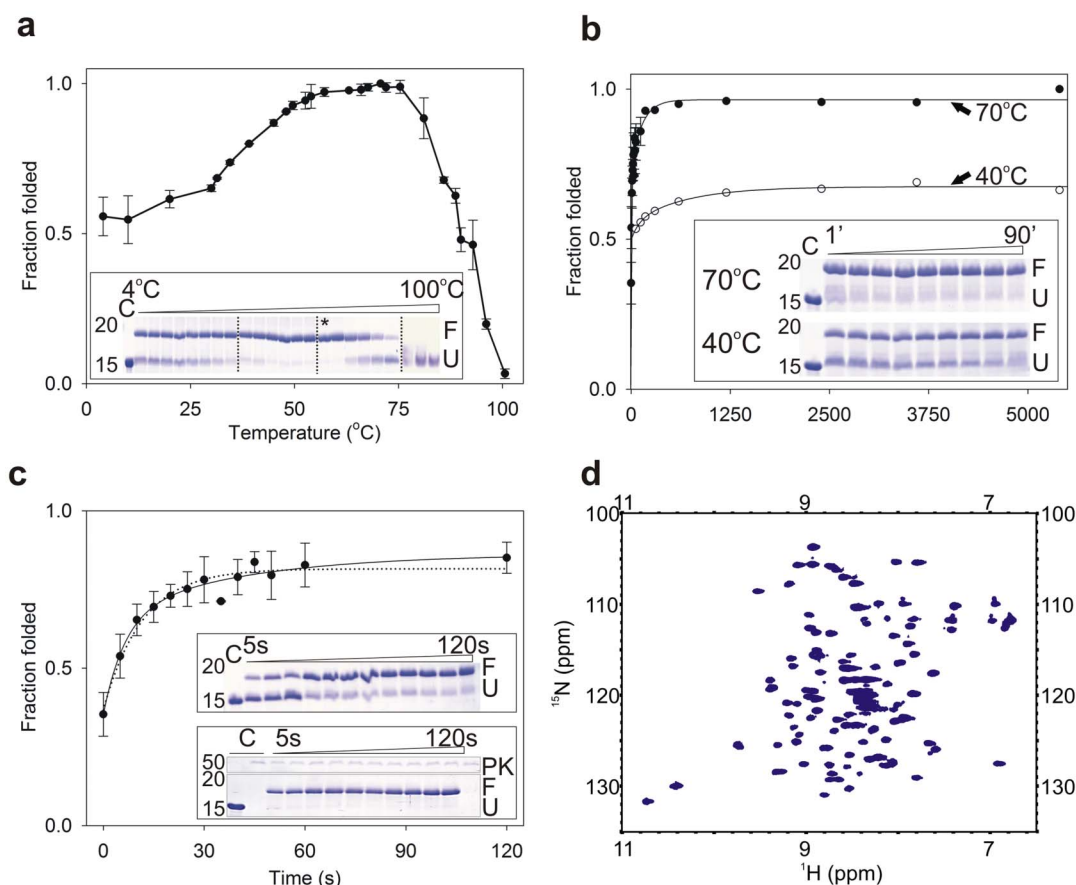 a
Fraction folded
1.0
0.5
0.0
0 25 50 75 100
Temperature (°C)
4°C 100°C
C
*
20 F
15 U
b
Fraction folded
1.0
0.5
0.0
0 1250 2500 3750 5000
70°C
40°C
C 1' 90'
70°C
20 F
15 U
40°C
20 F
15 U
c
Fraction folded
1.0
0.5
0.0
0 30 60 90 120
Time (s)
C 5s 120s
20 F
15 U
C 5s 120s
50 PK
20 F
15 U
d
11 9 7
100 100
110 110
120 120
130 130
11 9 7
¹⁵N (ppm)
¹H (ppm)